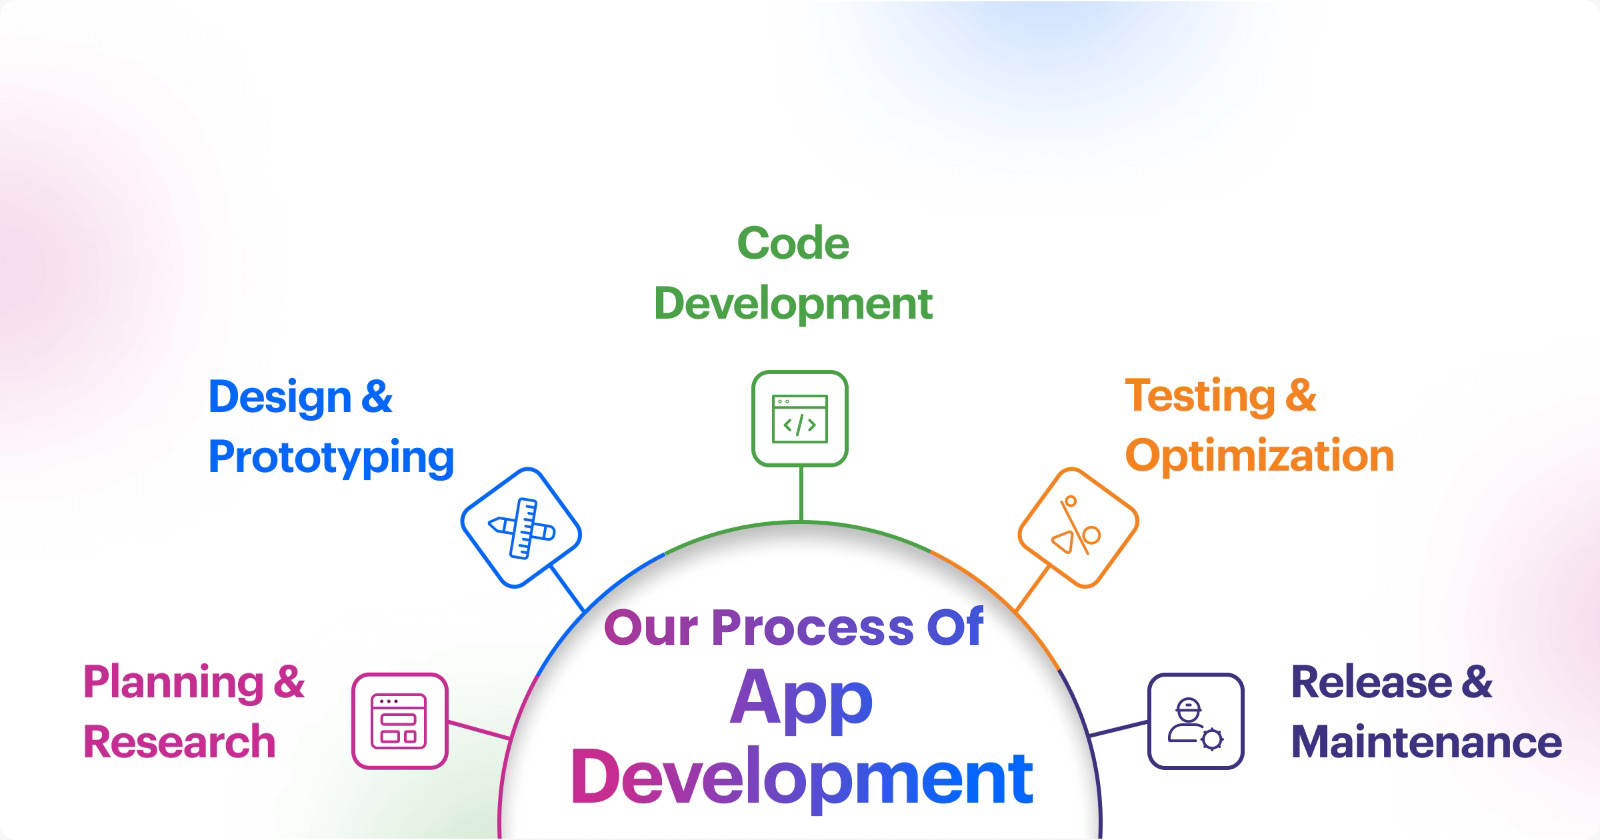 Code
Development
Design &
Prototyping
Testing &
Optimization
Planning &
Research
Our Process Of
App
Development
Release &
Maintenance